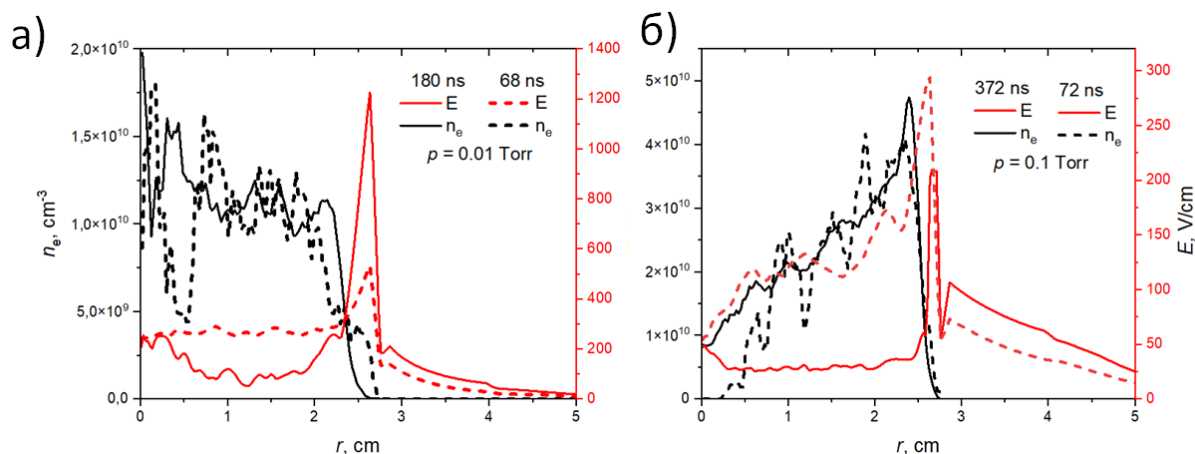 а)
2,0×10¹⁰
1,5×10¹⁰
1,0×10¹⁰
5,0×10⁹
0,0
nₑ, cm⁻³
180 ns 68 ns
E E
nₑ nₑ
p = 0.01 Torr
1400
1200
1000
800
600
400
200
0
0 1 2 3 4 5
r, cm
б)
5×10¹⁰
4×10¹⁰
3×10¹⁰
2×10¹⁰
1×10¹⁰
0
372 ns 72 ns
E E
nₑ nₑ
p = 0.1 Torr
300
250
200
150
100
50
0
E, V/cm
0 1 2 3 4 5
r, cm